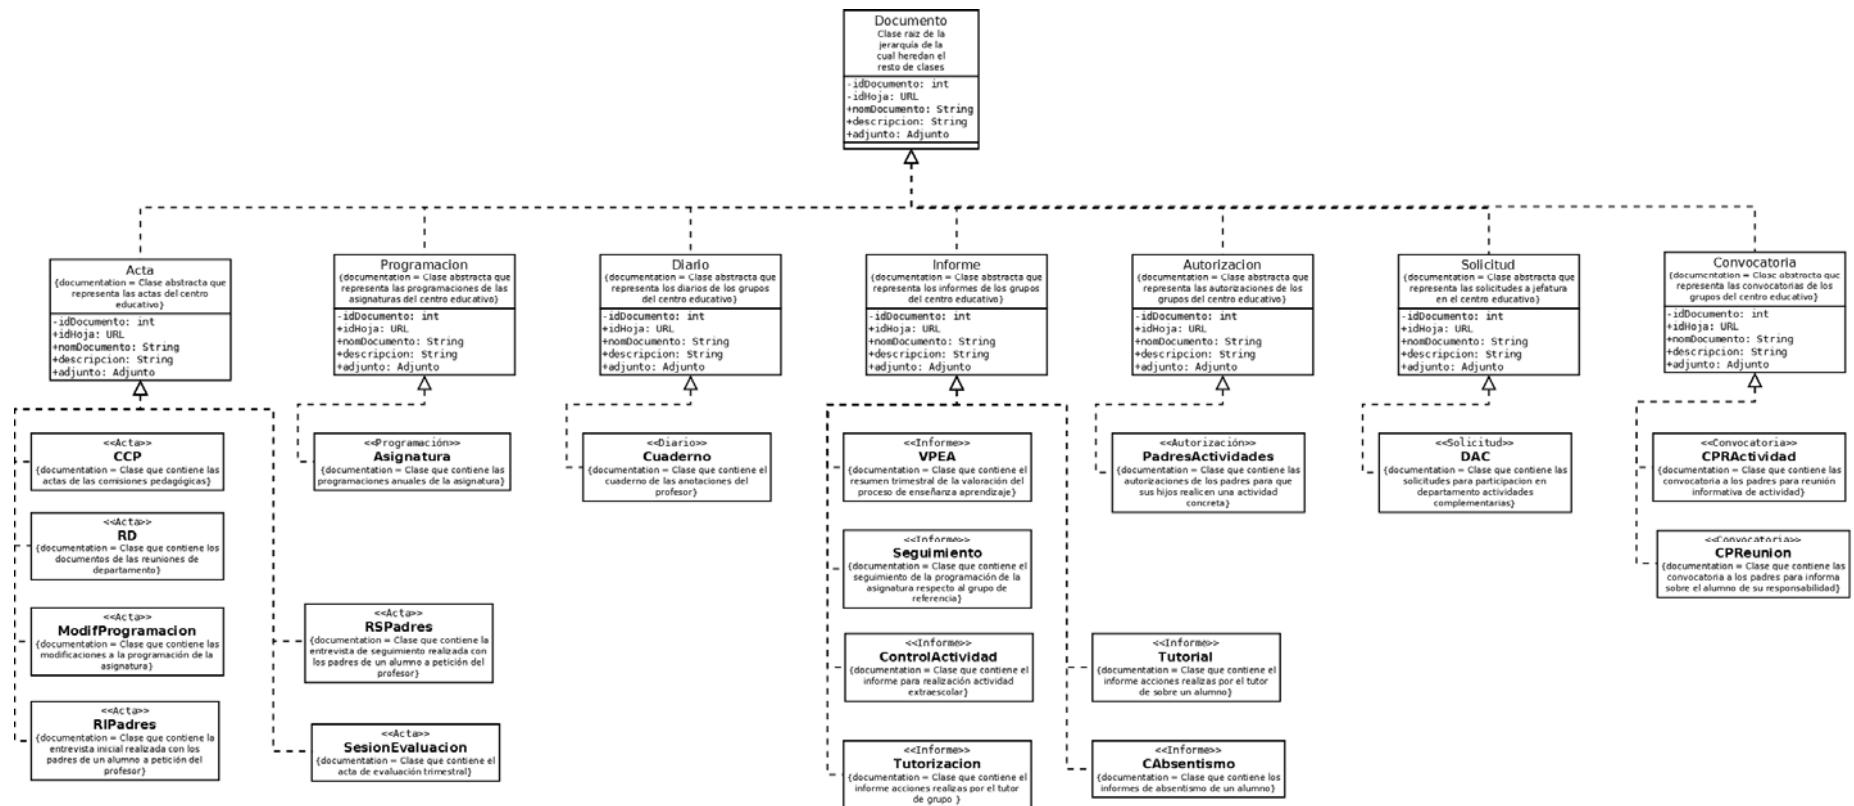 Documento
Clase raiz de la
jerarquía de la
cual heredan el
resto de clases
-idDocumento: int
-idHoja: URL
+nomDocumento: String
+descripcion: String
+adjunto: Adjunto
Acta
{documentation = Clase abstracta que
representa las actas del centro
educativo}
-idDocumento: int
+idHoja: URL
+nomDocumento: String
+descripcion: String
+adjunto: Adjunto
Programacion
{documentation = Clase abstracta que
representa las programaciones de las
asignaturas del centro educativo}
-idDocumento: int
+idHoja: URL
+nomDocumento: String
+descripcion: String
+adjunto: Adjunto
Diario
{documentation = Clase abstracta que
representa los diarios de los grupos
del centro educativo}
-idDocumento: int
+idHoja: URL
+nomDocumento: String
+descripcion: String
+adjunto: Adjunto
Informe
{documentation = Clase abstracta que
representa los informes de los grupos
del centro educativo}
-idDocumento: int
+idHoja: URL
+nomDocumento: String
+descripcion: String
+adjunto: Adjunto
Autorizacion
{documentation = Clase abstracta que
representa las autorizaciones de los
grupos del centro educativo}
-idDocumento: int
+idHoja: URL
+nomDocumento: String
+descripcion: String
+adjunto: Adjunto
Solicitud
{documentation = Clase abstracta que
representa las solicitudes a jefatura
en el centro educativo}
-idDocumento: int
+idHoja: URL
+nomDocumento: String
+descripcion: String
+adjunto: Adjunto
Convocatoria
{documentation = Clase abstracta que
representa las convocatorias de los
grupos del centro educativo}
-idDocumento: int
+idHoja: URL
+nomDocumento: String
+descripcion: String
+adjunto: Adjunto
<<Acta>>
CCP
{documentation = Clase que contiene las
actas de las comisiones pedagógicas}
<<Acta>>
RD
{documentation = Clase que contiene los
documentos de las reuniones de
departamento}
<<Acta>>
ModifProgramacion
{documentation = Clase que contiene las
modificaciones a la programación de la
asignatura}
<<Acta>>
RIPadres
{documentation = Clase que contiene la
entrevista inicial realizada con los
padres de un alumno a petición del
profesor}
<<Acta>>
RSPadres
{documentation = Clase que contiene la
entrevista de seguimiento realizada con
los padres de un alumno a petición del
profesor}
<<Acta>>
SesionEvaluacion
{documentation = Clase que contiene el
acta de evaluación trimestral}
<<Programación>>
Asignatura
{documentation = Clase que contiene las
programaciones anuales de la asignatura}
<<Diario>>
Cuaderno
{documentation = Clase que contiene el
cuaderno de las anotaciones del
profesor}
<<Informe>>
VPEA
{documentation = Clase que contiene el
resumen trimestral de la valoración del
proceso de enseñanza aprendizaje}
<<Informe>>
Seguimiento
{documentation = Clase que contiene el
seguimiento de la programación de la
asignatura respecto al grupo de
referencia}
<<Informe>>
ControlActividad
{documentation = Clase que contiene el
informe para realización actividad
extraescolar}
<<Informe>>
Tutorizacion
{documentation = Clase que contiene el
informe acciones realizas por el tutor
de grupo }
<<Informe>>
Tutorial
{documentation = Clase que contiene el
informe acciones realizas por el tutor
de sobre un alumno}
<<Informe>>
CAbsentismo
{documentation = Clase que contiene los
informes de absentismo de un alumno}
<<Autorización>>
PadresActividades
{documentation = Clase que contiene las
autorizaciones de los padres para que
sus hijos realicen una actividad
concreta}
<<Solicitud>>
DAC
{documentation = Clase que contiene las
solicitudes para participacion en
departamento actividades
complementarias}
<<Convocatoria>>
CPRActividad
{documentation = Clase que contiene las
convocatoria a los padres para reunión
informativa de actividad}
<<Convocatoria>>
CPReunion
{documentation = Clase que contiene las
convocatoria a los padres para informa
sobre el alumno de su responsabilidad}